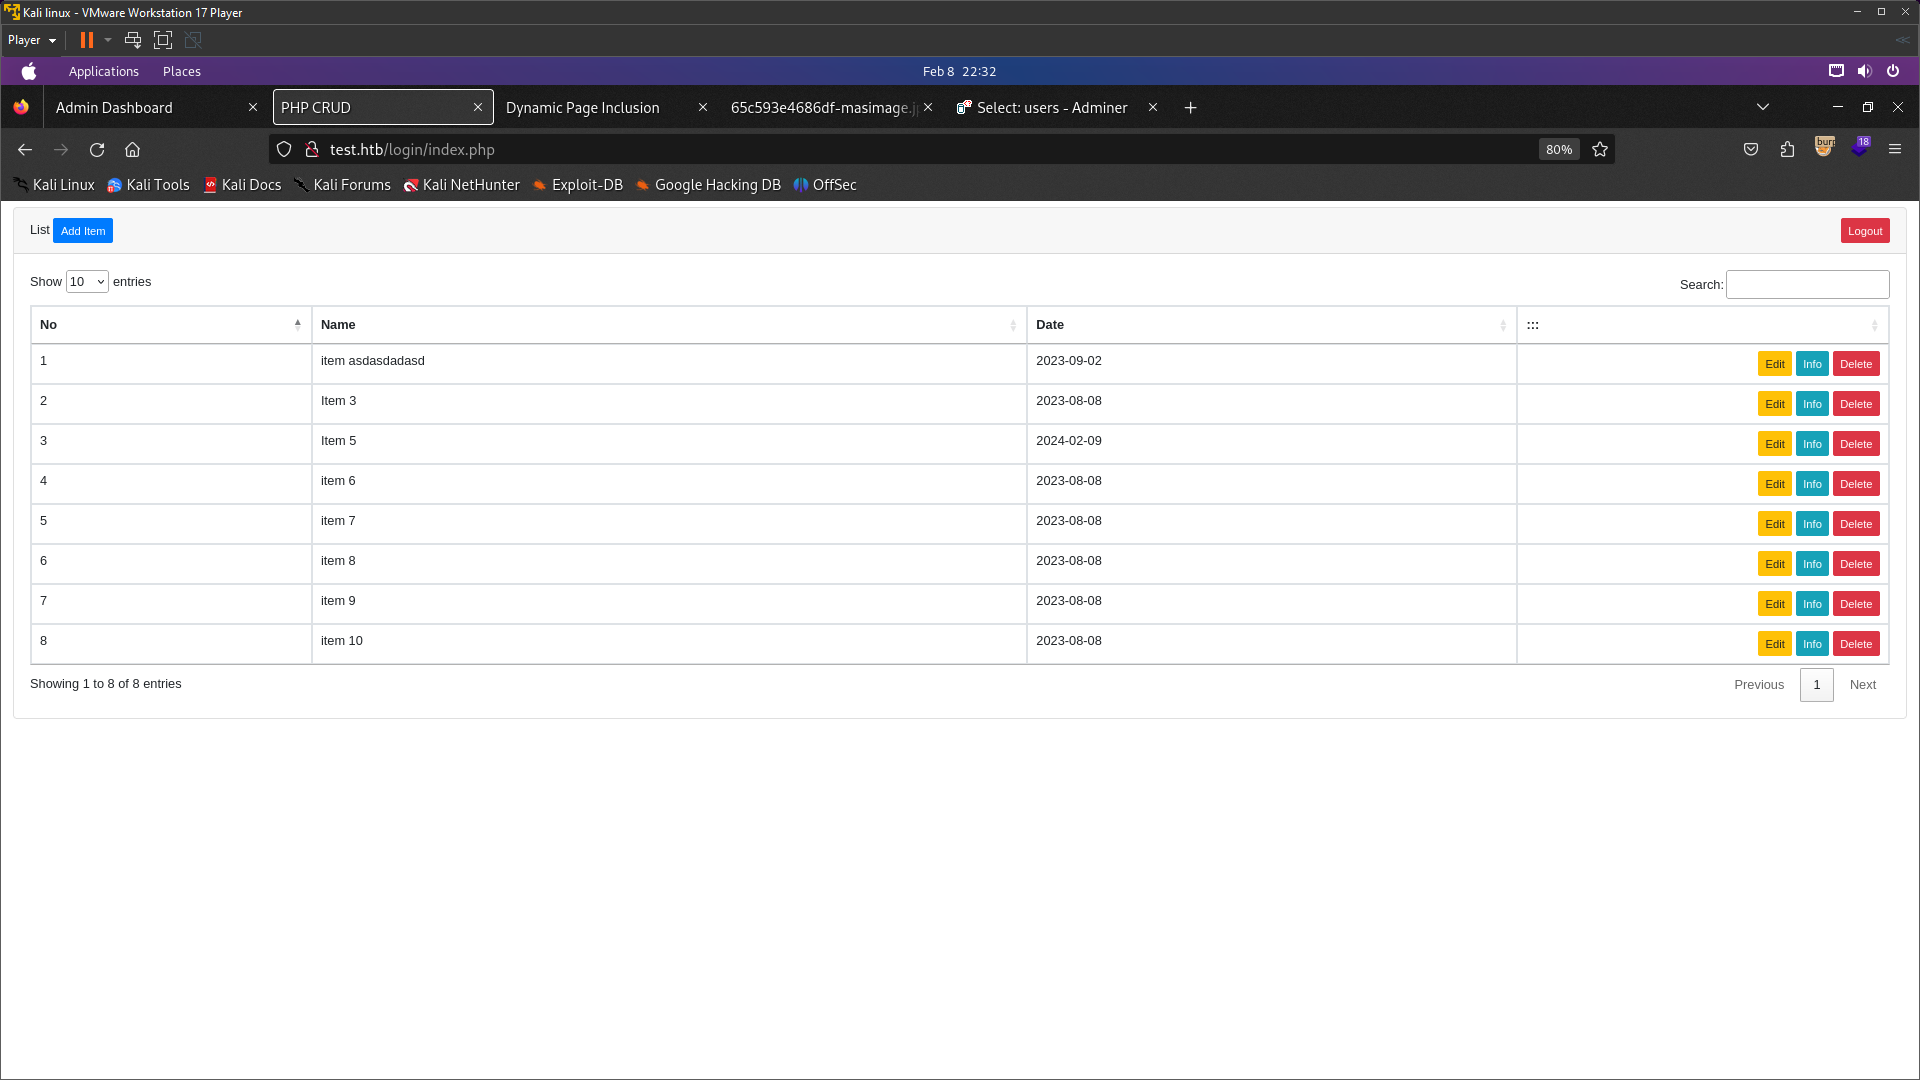 Kali linux - VMware Workstation 17 Player
Player
Applications Places Feb 8 22:32
Admin Dashboard PHP CRUD Dynamic Page Inclusion 65c593e4686df-masimage.j Select: users - Adminer
test.htb/login/index.php 80% 18
Kali Linux Kali Tools Kali Docs Kali Forums Kali NetHunter Exploit-DB Google Hacking DB OffSec
List Add Item Logout
Show 10 entries Search:
No Name Date :::
1 item asdasdadasd 2023-09-02 Edit Info Delete
2 Item 3 2023-08-08 Edit Info Delete
3 Item 5 2024-02-09 Edit Info Delete
4 item 6 2023-08-08 Edit Info Delete
5 item 7 2023-08-08 Edit Info Delete
6 item 8 2023-08-08 Edit Info Delete
7 item 9 2023-08-08 Edit Info Delete
8 item 10 2023-08-08 Edit Info Delete
Showing 1 to 8 of 8 entries Previous 1 Next